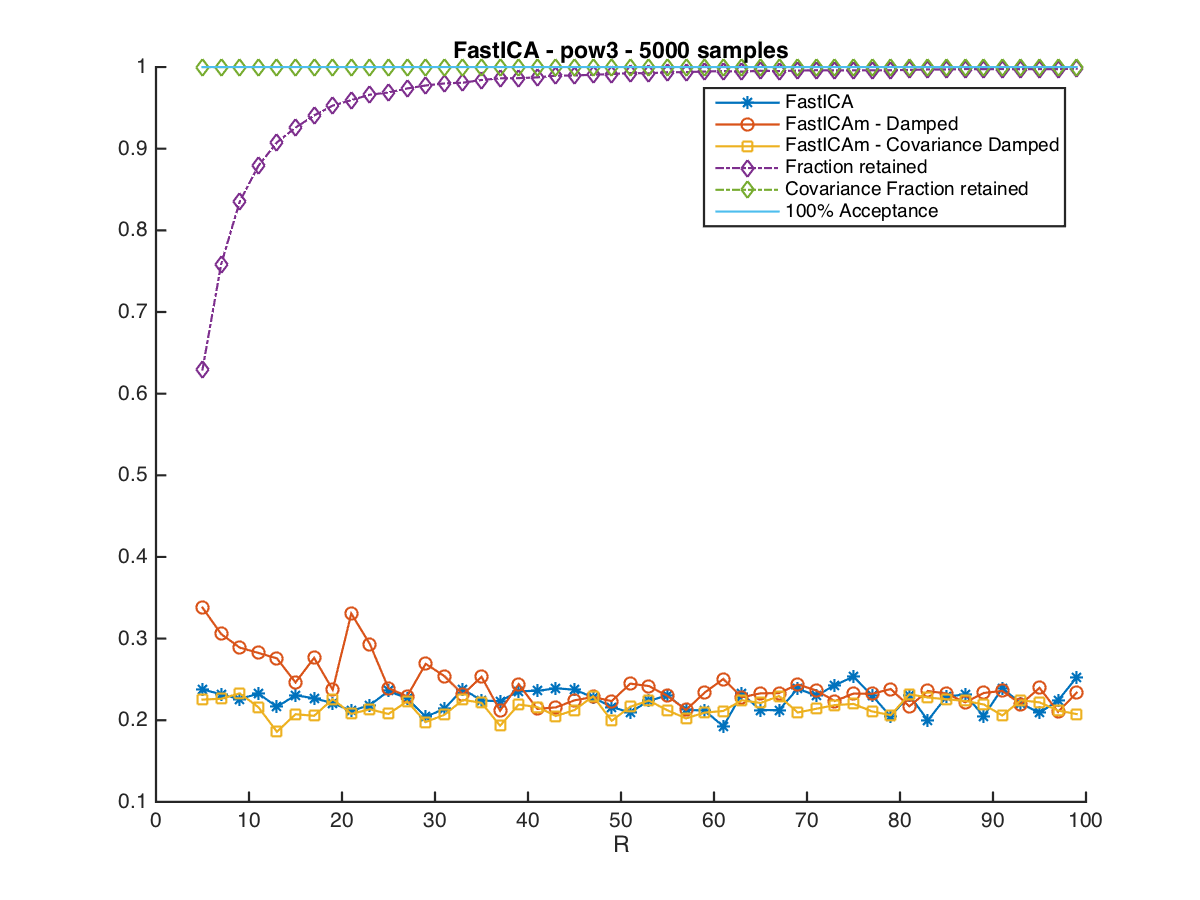 FastICA - pow3 - 5000 samples
1
0.9
0.8
0.7
0.6
0.5
0.4
0.3
0.2
0.1
FastICA
FastICAm - Damped
FastICAm - Covariance Damped
Fraction retained
Covariance Fraction retained
100% Acceptance
0 10 20 30 40 50 60 70 80 90 100
R